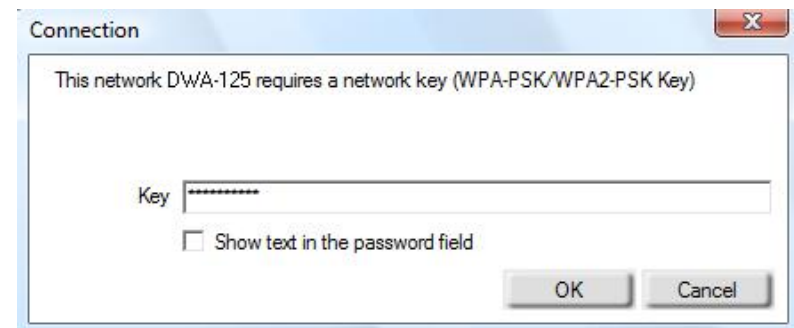 Connection
This network DWA-125 requires a network key (WPA-PSK/WPA2-PSK Key)
Key **********
Show text in the password field
OK Cancel